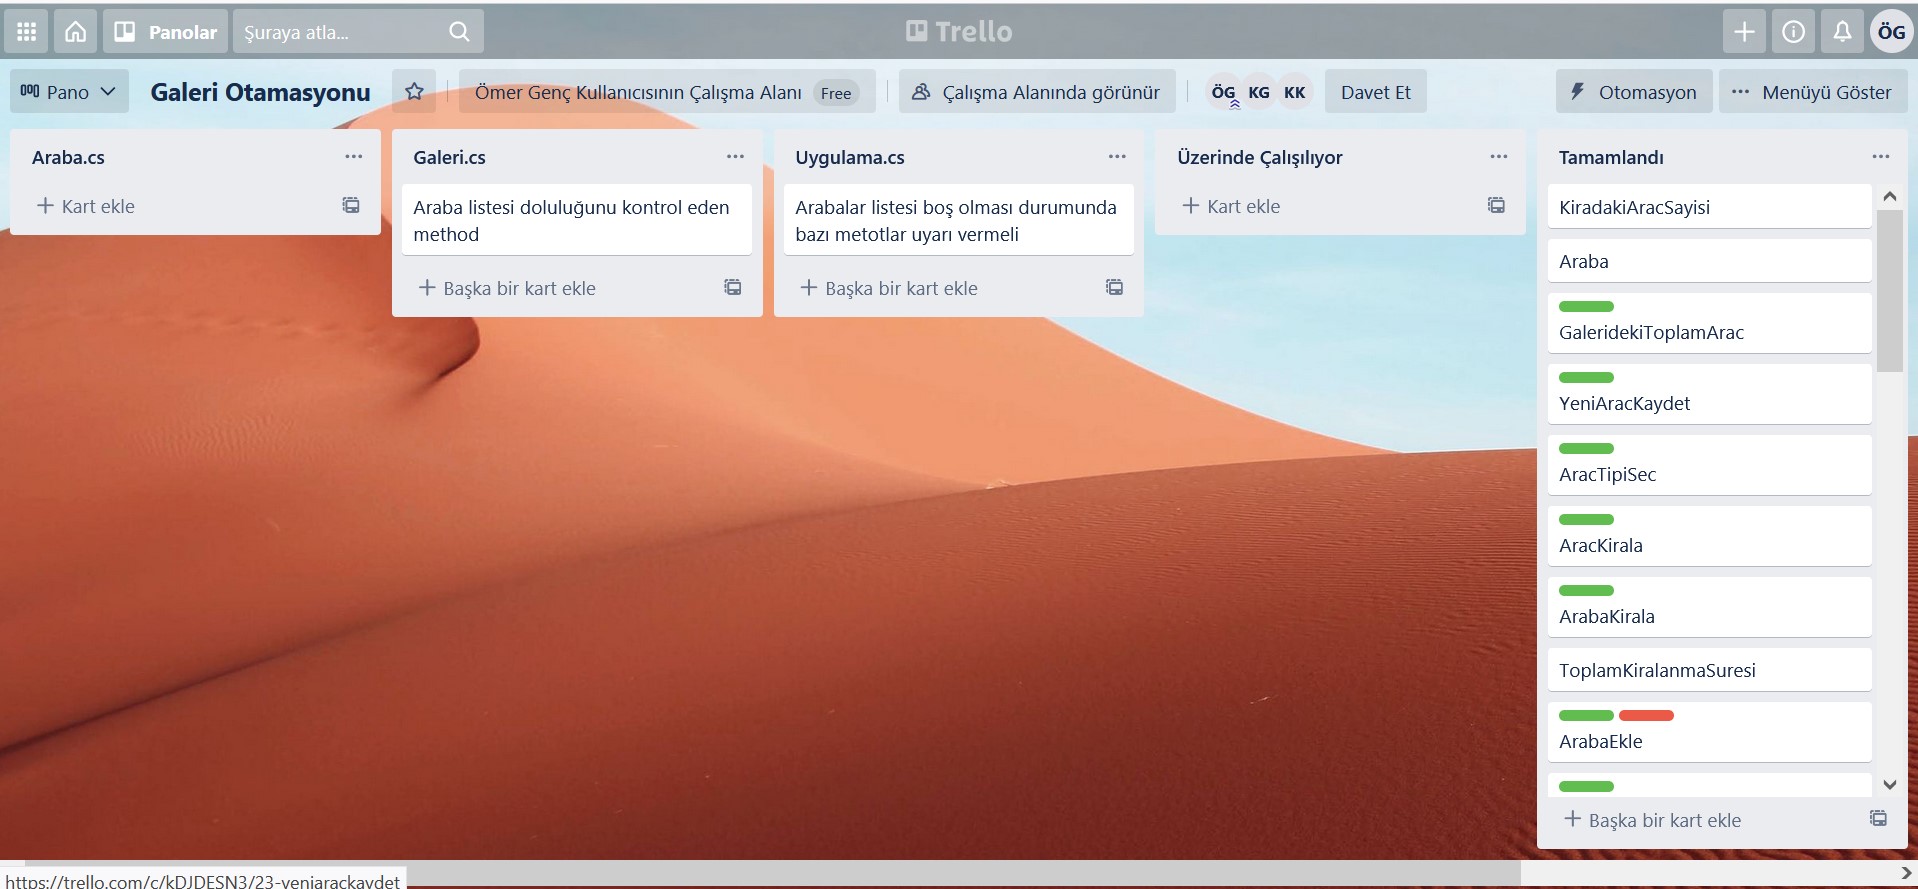 Panolar
Şuraya atla...
Trello
ÖG
Pano
Galeri Otamasyonu
Ömer Genç Kullanıcısının Çalışma Alanı
Free
Çalışma Alanında görünür
ÖG
KG
KK
Davet Et
Otomasyon
Menüyü Göster
Araba.cs
Kart ekle
Galeri.cs
Araba listesi doluluğunu kontrol eden
method
Başka bir kart ekle
Uygulama.cs
Arabalar listesi boş olması durumunda
bazı metotlar uyarı vermeli
Başka bir kart ekle
Üzerinde Çalışılıyor
Kart ekle
Tamamlandı
KiradakiAracSayisi
Araba
GaleridekiToplamArac
YeniAracKaydet
AracTipiSec
AracKirala
ArabaKirala
ToplamKiralanmaSuresi
ArabaEkle
Başka bir kart ekle
https://trello.com/c/kDJDESN3/23-yeniarackaydet